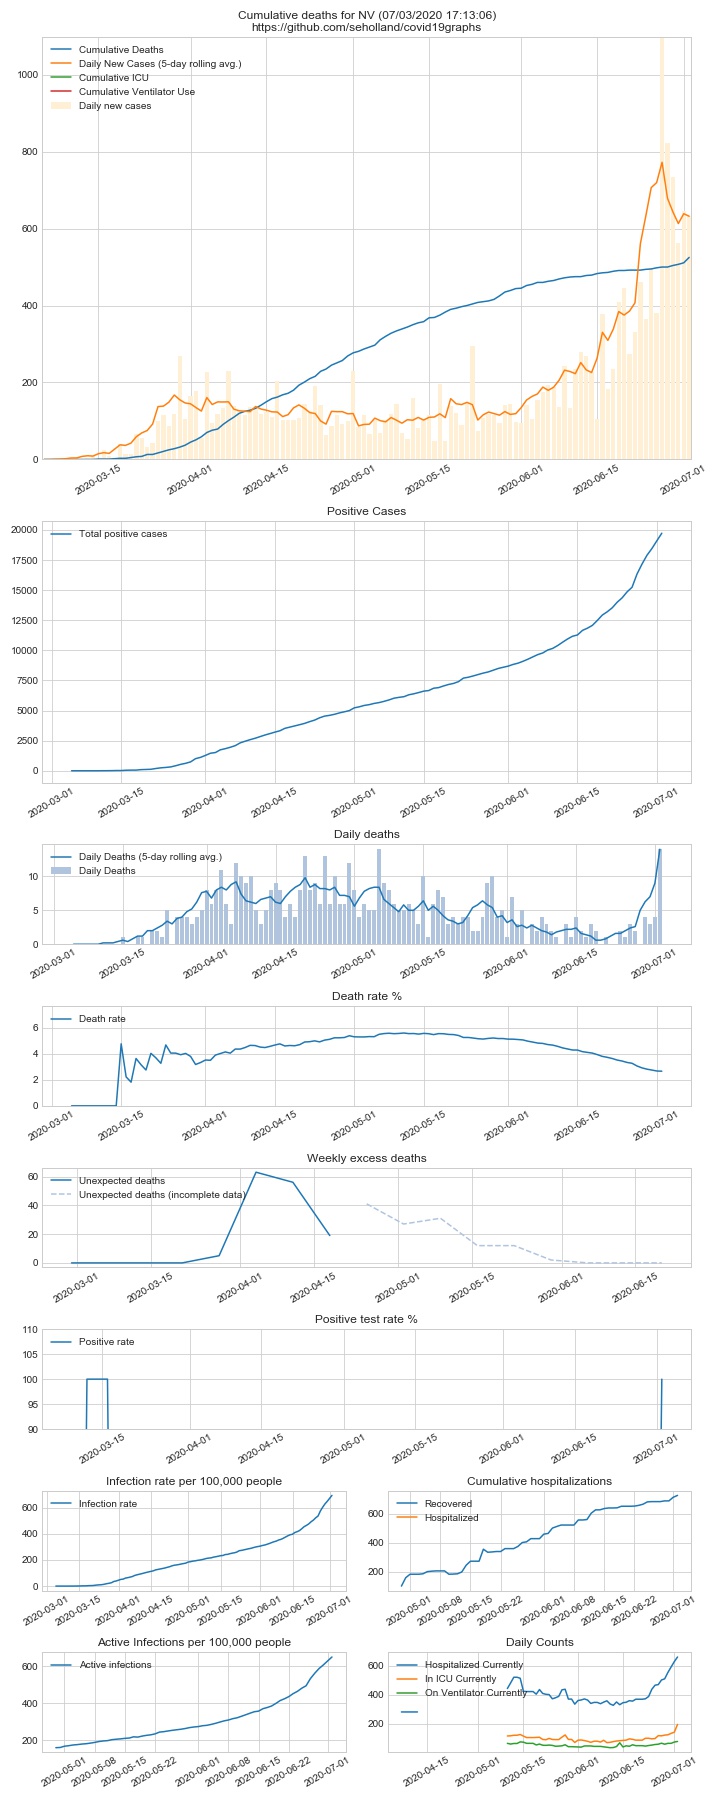 Cumulative deaths for NV (07/03/2020 17:13:06)
https://github.com/seholland/covid19graphs
Cumulative Deaths
Daily New Cases (5-day rolling avg.)
Cumulative ICU
Cumulative Ventilator Use
Daily new cases
1000
800
600
400
200
0
2020-03-15 2020-04-01 2020-04-15 2020-05-01 2020-05-15 2020-06-01 2020-06-15 2020-07-01
Positive Cases
Total positive cases
20000
17500
15000
12500
10000
7500
5000
2500
0
2020-03-01 2020-03-15 2020-04-01 2020-04-15 2020-05-01 2020-05-15 2020-06-01 2020-06-15 2020-07-01
Daily deaths
Daily Deaths (5-day rolling avg.)
Daily Deaths
10
5
0
2020-03-01 2020-03-15 2020-04-01 2020-04-15 2020-05-01 2020-05-15 2020-06-01 2020-06-15 2020-07-01
Death rate %
Death rate
6
4
2
0
2020-03-01 2020-03-15 2020-04-01 2020-04-15 2020-05-01 2020-05-15 2020-06-01 2020-06-15 2020-07-01
Weekly excess deaths
Unexpected deaths
Unexpected deaths (incomplete data)
60
40
20
0
2020-03-01 2020-03-15 2020-04-01 2020-04-15 2020-05-01 2020-05-15 2020-06-01 2020-06-15
Positive test rate %
Positive rate
110
105
100
95
90
2020-03-15 2020-04-01 2020-04-15 2020-05-01 2020-05-15 2020-06-01 2020-06-15 2020-07-01
Infection rate per 100,000 people
Infection rate
600
400
200
0
2020-03-01 2020-03-15 2020-04-01 2020-04-15 2020-05-01 2020-05-15 2020-06-01 2020-06-15 2020-07-01
Cumulative hospitalizations
Recovered
Hospitalized
600
400
200
2020-05-01 2020-05-08 2020-05-15 2020-05-22 2020-06-01 2020-06-08 2020-06-15 2020-06-22 2020-07-01
Active Infections per 100,000 people
Active infections
600
400
200
2020-05-01 2020-05-08 2020-05-15 2020-05-22 2020-06-01 2020-06-08 2020-06-15 2020-06-22 2020-07-01
Daily Counts
Hospitalized Currently
In ICU Currently
On Ventilator Currently
600
400
200
2020-04-15 2020-05-01 2020-05-15 2020-06-01 2020-06-15 2020-07-01